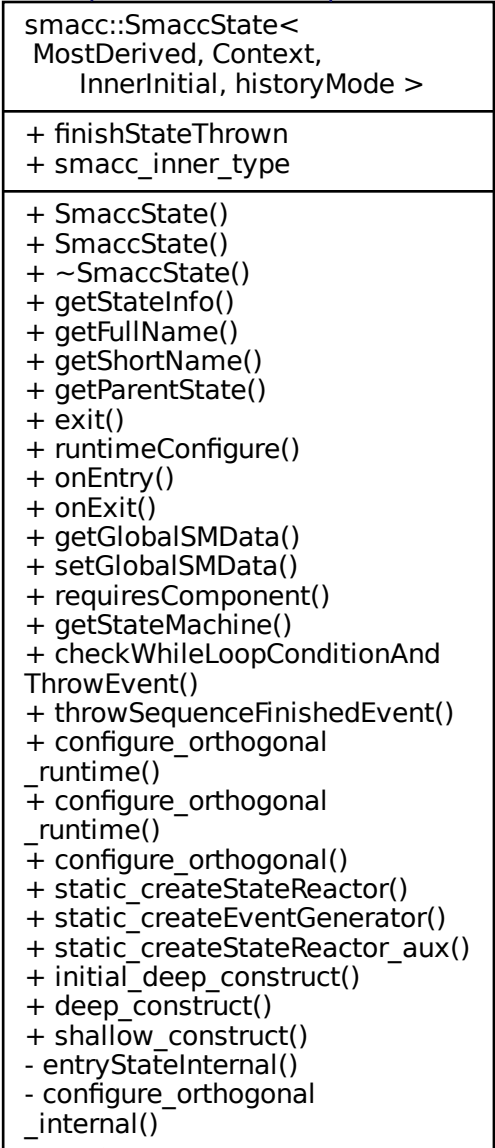 smacc::SmaccState<
MostDerived, Context,
InnerInitial, historyMode >
+ finishStateThrown
+ smacc_inner_type
+ SmaccState()
+ SmaccState()
+ ~SmaccState()
+ getStateInfo()
+ getFullName()
+ getShortName()
+ getParentState()
+ exit()
+ runtimeConfigure()
+ onEntry()
+ onExit()
+ getGlobalSMData()
+ setGlobalSMData()
+ requiresComponent()
+ getStateMachine()
+ checkWhileLoopConditionAnd
ThrowEvent()
+ throwSequenceFinishedEvent()
+ configure_orthogonal
_runtime()
+ configure_orthogonal
_runtime()
+ configure_orthogonal()
+ static_createStateReactor()
+ static_createEventGenerator()
+ static_createStateReactor_aux()
+ initial_deep_construct()
+ deep_construct()
+ shallow_construct()
- entryStateInternal()
- configure_orthogonal
_internal()